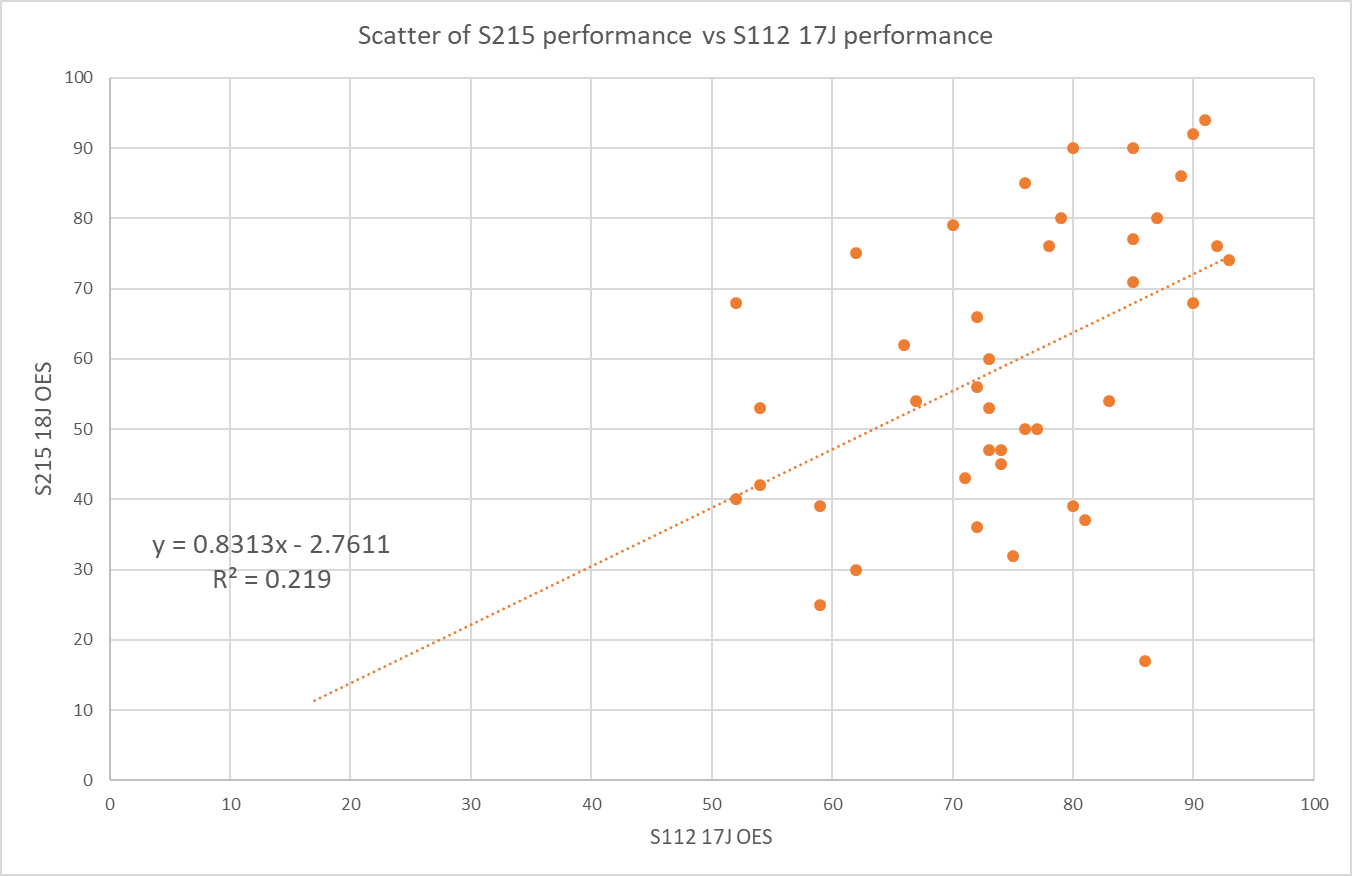 Scatter of S215 performance vs S112 17J performance
100
90
80
70
60
50
40
30
20
10
0
S215 18J OES
y = 0.8313x - 2.7611
R² = 0.219
0 10 20 30 40 50 60 70 80 90 100
S112 17J OES